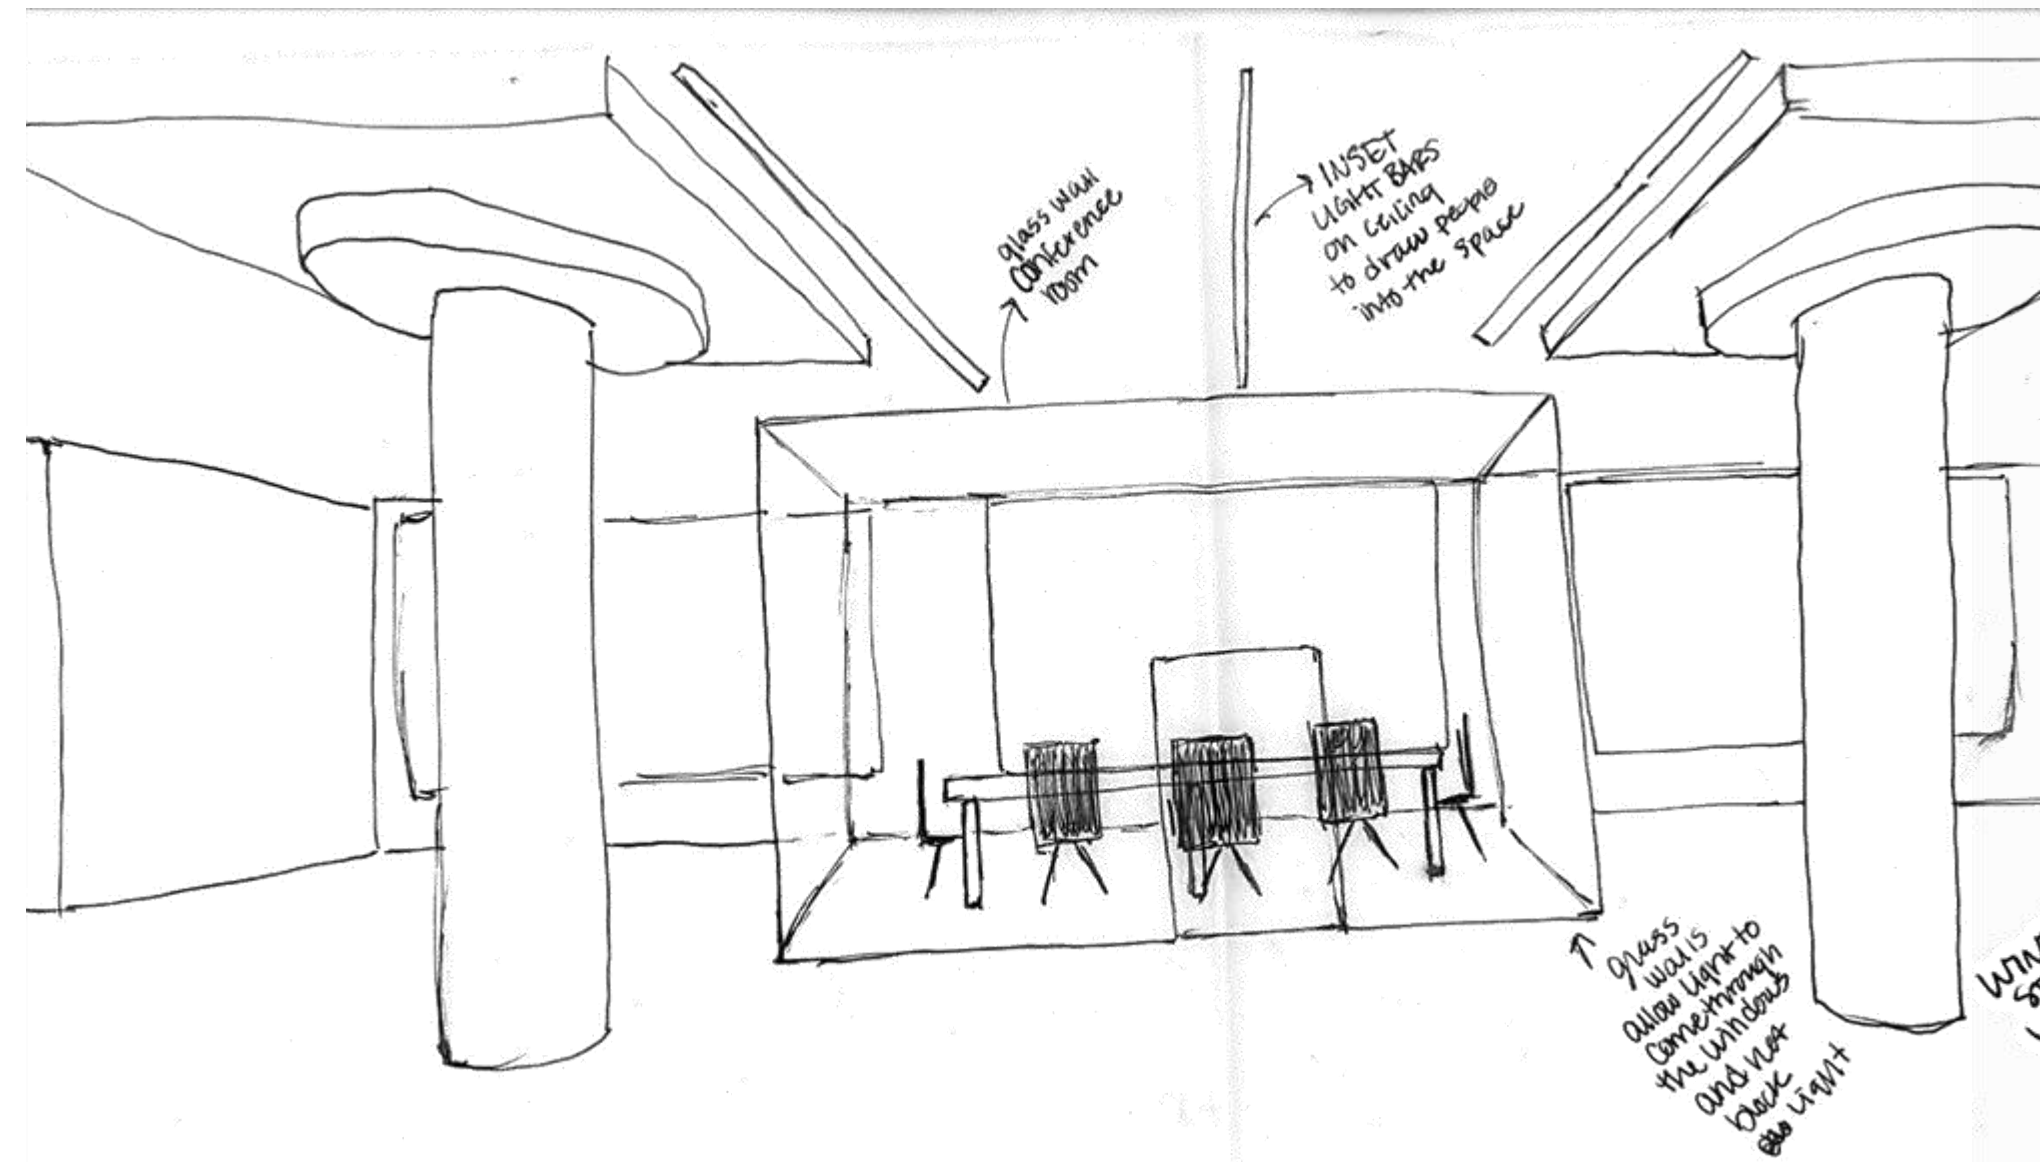 glass wall
conference
room
INSET
LIGHT BARS
on ceiling
to draw people
into the space
glass
walls
allow light to
come through
the windows
and not
block
light